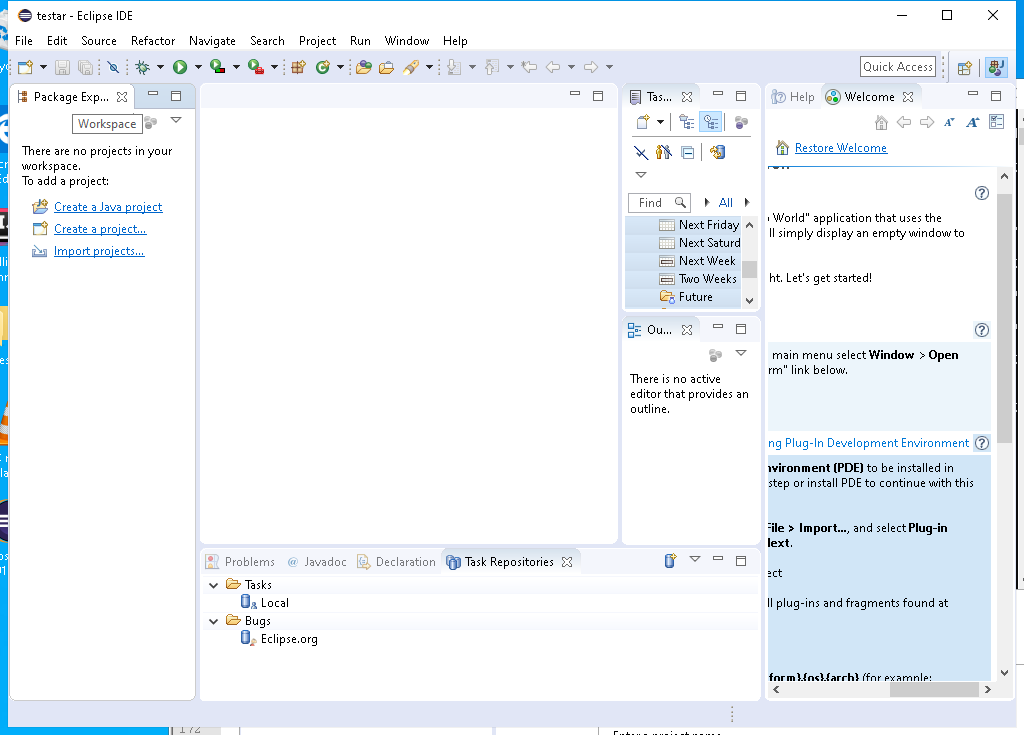 testar - Eclipse IDE
File Edit Source Refactor Navigate Search Project Run Window Help
Quick Access
Package Exp...
Workspace
There are no projects in your
workspace.
To add a project:
Create a Java project
Create a project...
Import projects...
Tas...
Find
All
Next Friday
Next Saturd
Next Week
Two Weeks
Future
Ou...
There is no active
editor that provides an
outline.
Help Welcome
Restore Welcome
World" application that uses the
ll simply display an empty window to
ht. Let's get started!
main menu select Window > Open
rm" link below.
ng Plug-In Development Environment
nvironment (PDE) to be installed in
step or install PDE to continue with this
File > Import..., and select Plug-in
Next.
ect
ll plug-ins and fragments found at
form}.{os}.{arch} (for example:
Problems @ Javadoc Declaration Task Repositories
Tasks
Local
Bugs
Eclipse.org
172
Enter a project name